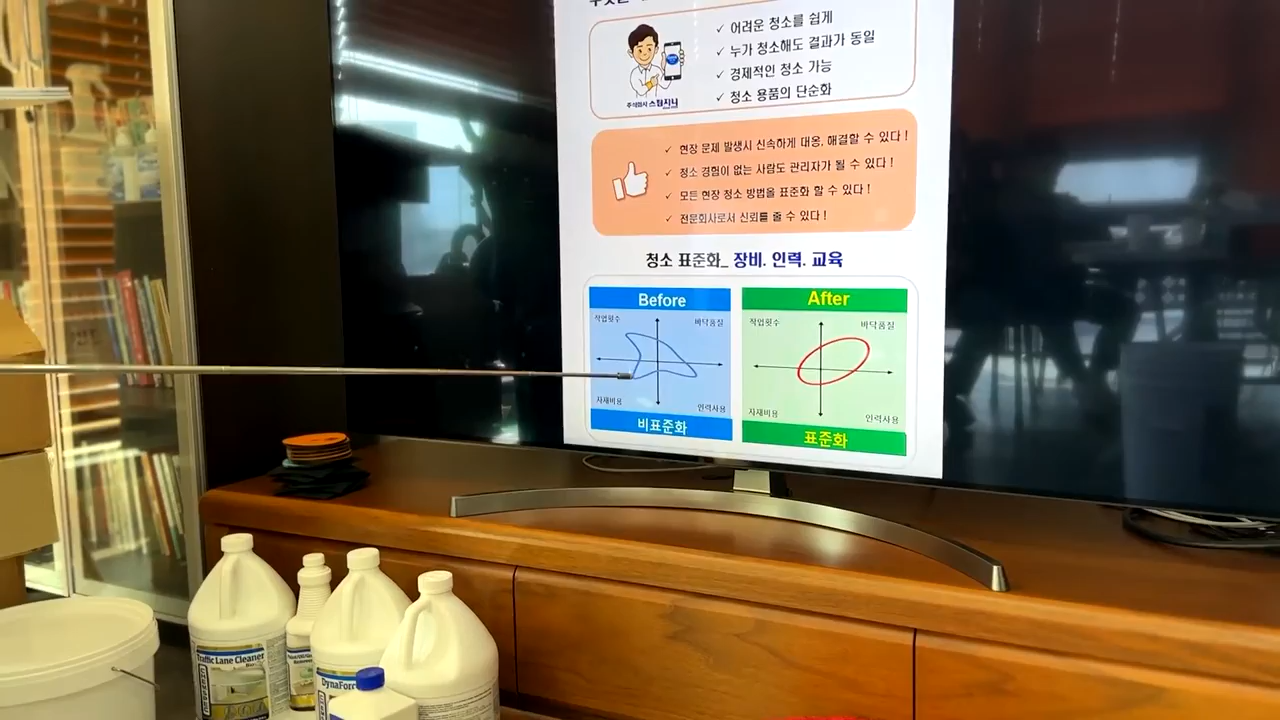 ✓ 어려운 청소를 쉽게
✓ 누가 청소해도 결과가 동일
✓ 경제적인 청소 가능
✓ 청소 용품의 단순화
주식회사 스팀지니
✓ 현장 문제 발생시 신속하게 대응, 해결할 수 있다 !
✓ 청소 경험이 없는 사람도 관리자가 될 수 있다 !
✓ 모든 현장 청소 방법을 표준화 할 수 있다 !
✓ 전문회사로서 신뢰를 줄 수 있다 !
청소 표준화_ 장비. 인력. 교육
Before
작업횟수
바닥품질
자재비용
인력사용
비표준화
After
작업횟수
바닥품질
자재비용
인력사용
표준화
Traffic Lane Cleaner
DynaForce